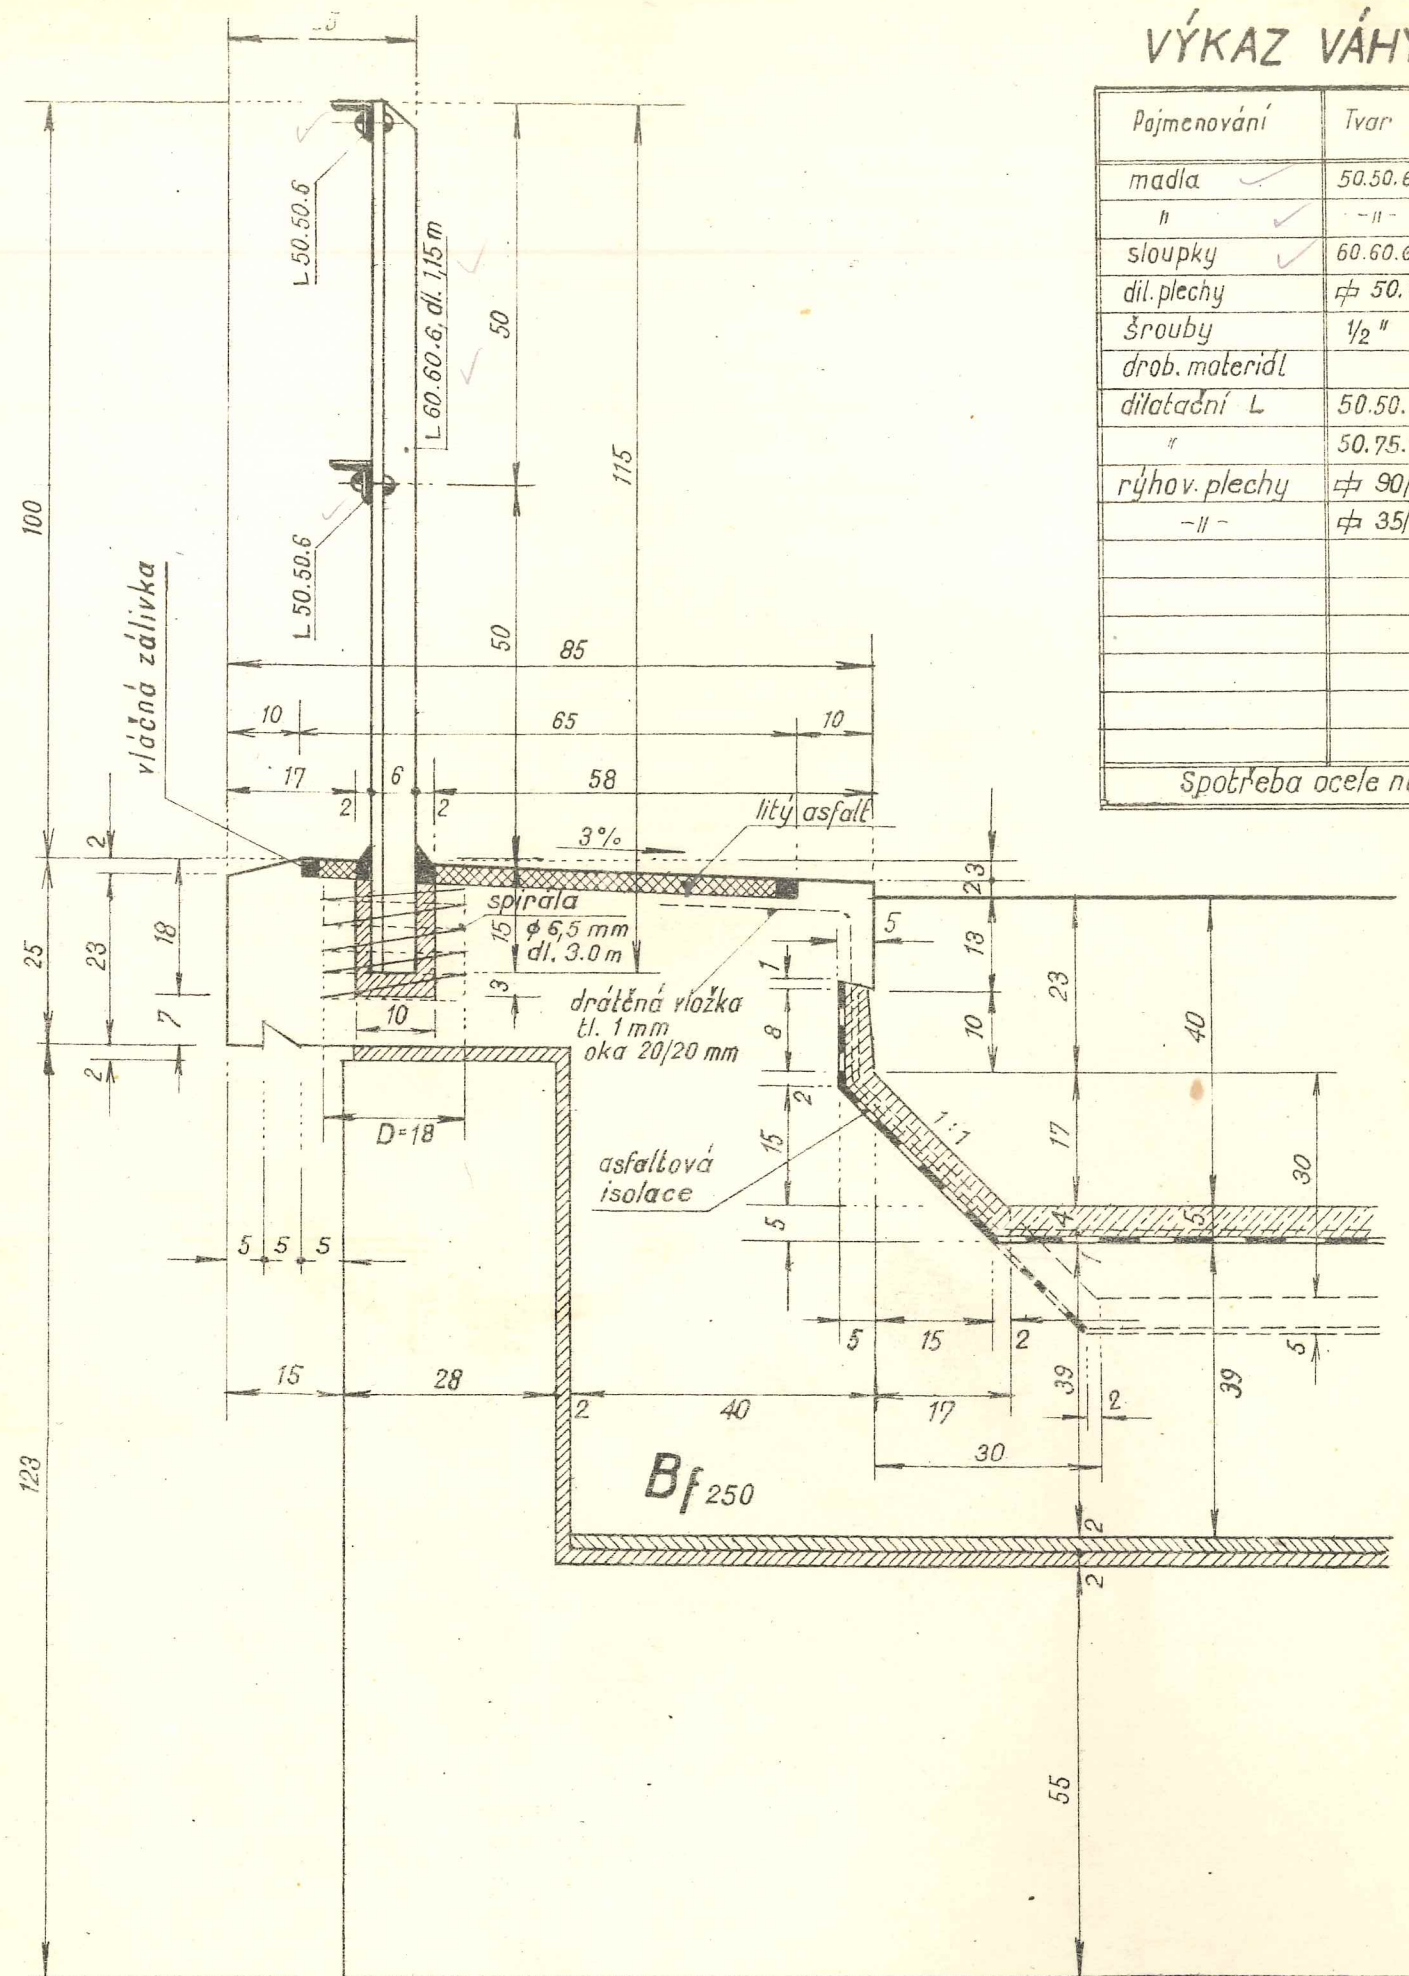 VÝKAZ VÁHY
Pojmenování Tvar
madla 50.50.6
" -"-
sloupky 60.60.6
dil. plechy 50.
šrouby 1/2"
drob. materiál
dilatační L 50.50.
" 50.75.
rýhov. plechy 90/
-"- 35/
Spotřeba ocele
L 50.50.6
L 60.60.6, dl. 1,15 m
50
115
100
L 50.50.6
50
vláčná zálivka
85
10 65 10
17 2 6 2 58
3%
litý asfalt
2
3
2
25
23
18
7
2
spirála
ϕ 6,5 mm
dl. 3.0 m
15
3
10
drátěná vložka
tl. 1 mm
oka 20/20 mm
5
1
8
2
15
5
13
10
23
17
4
40
5
30
D=18
asfaltová
isolace
1:1
5 5 5
5 15 2
15 28 2 40 17
39
2
5
39
30
123
Bf 250
2
2
55